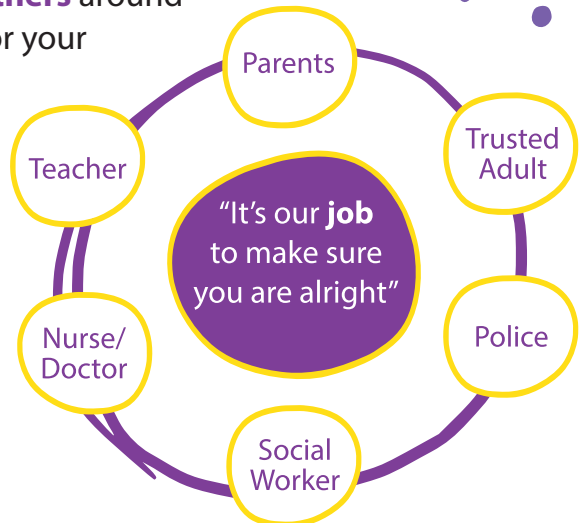 around
or your
Parents
Trusted
Adult
Teacher
"It's our job
to make sure
you are alright"
Police
Nurse/
Doctor
Social
Worker